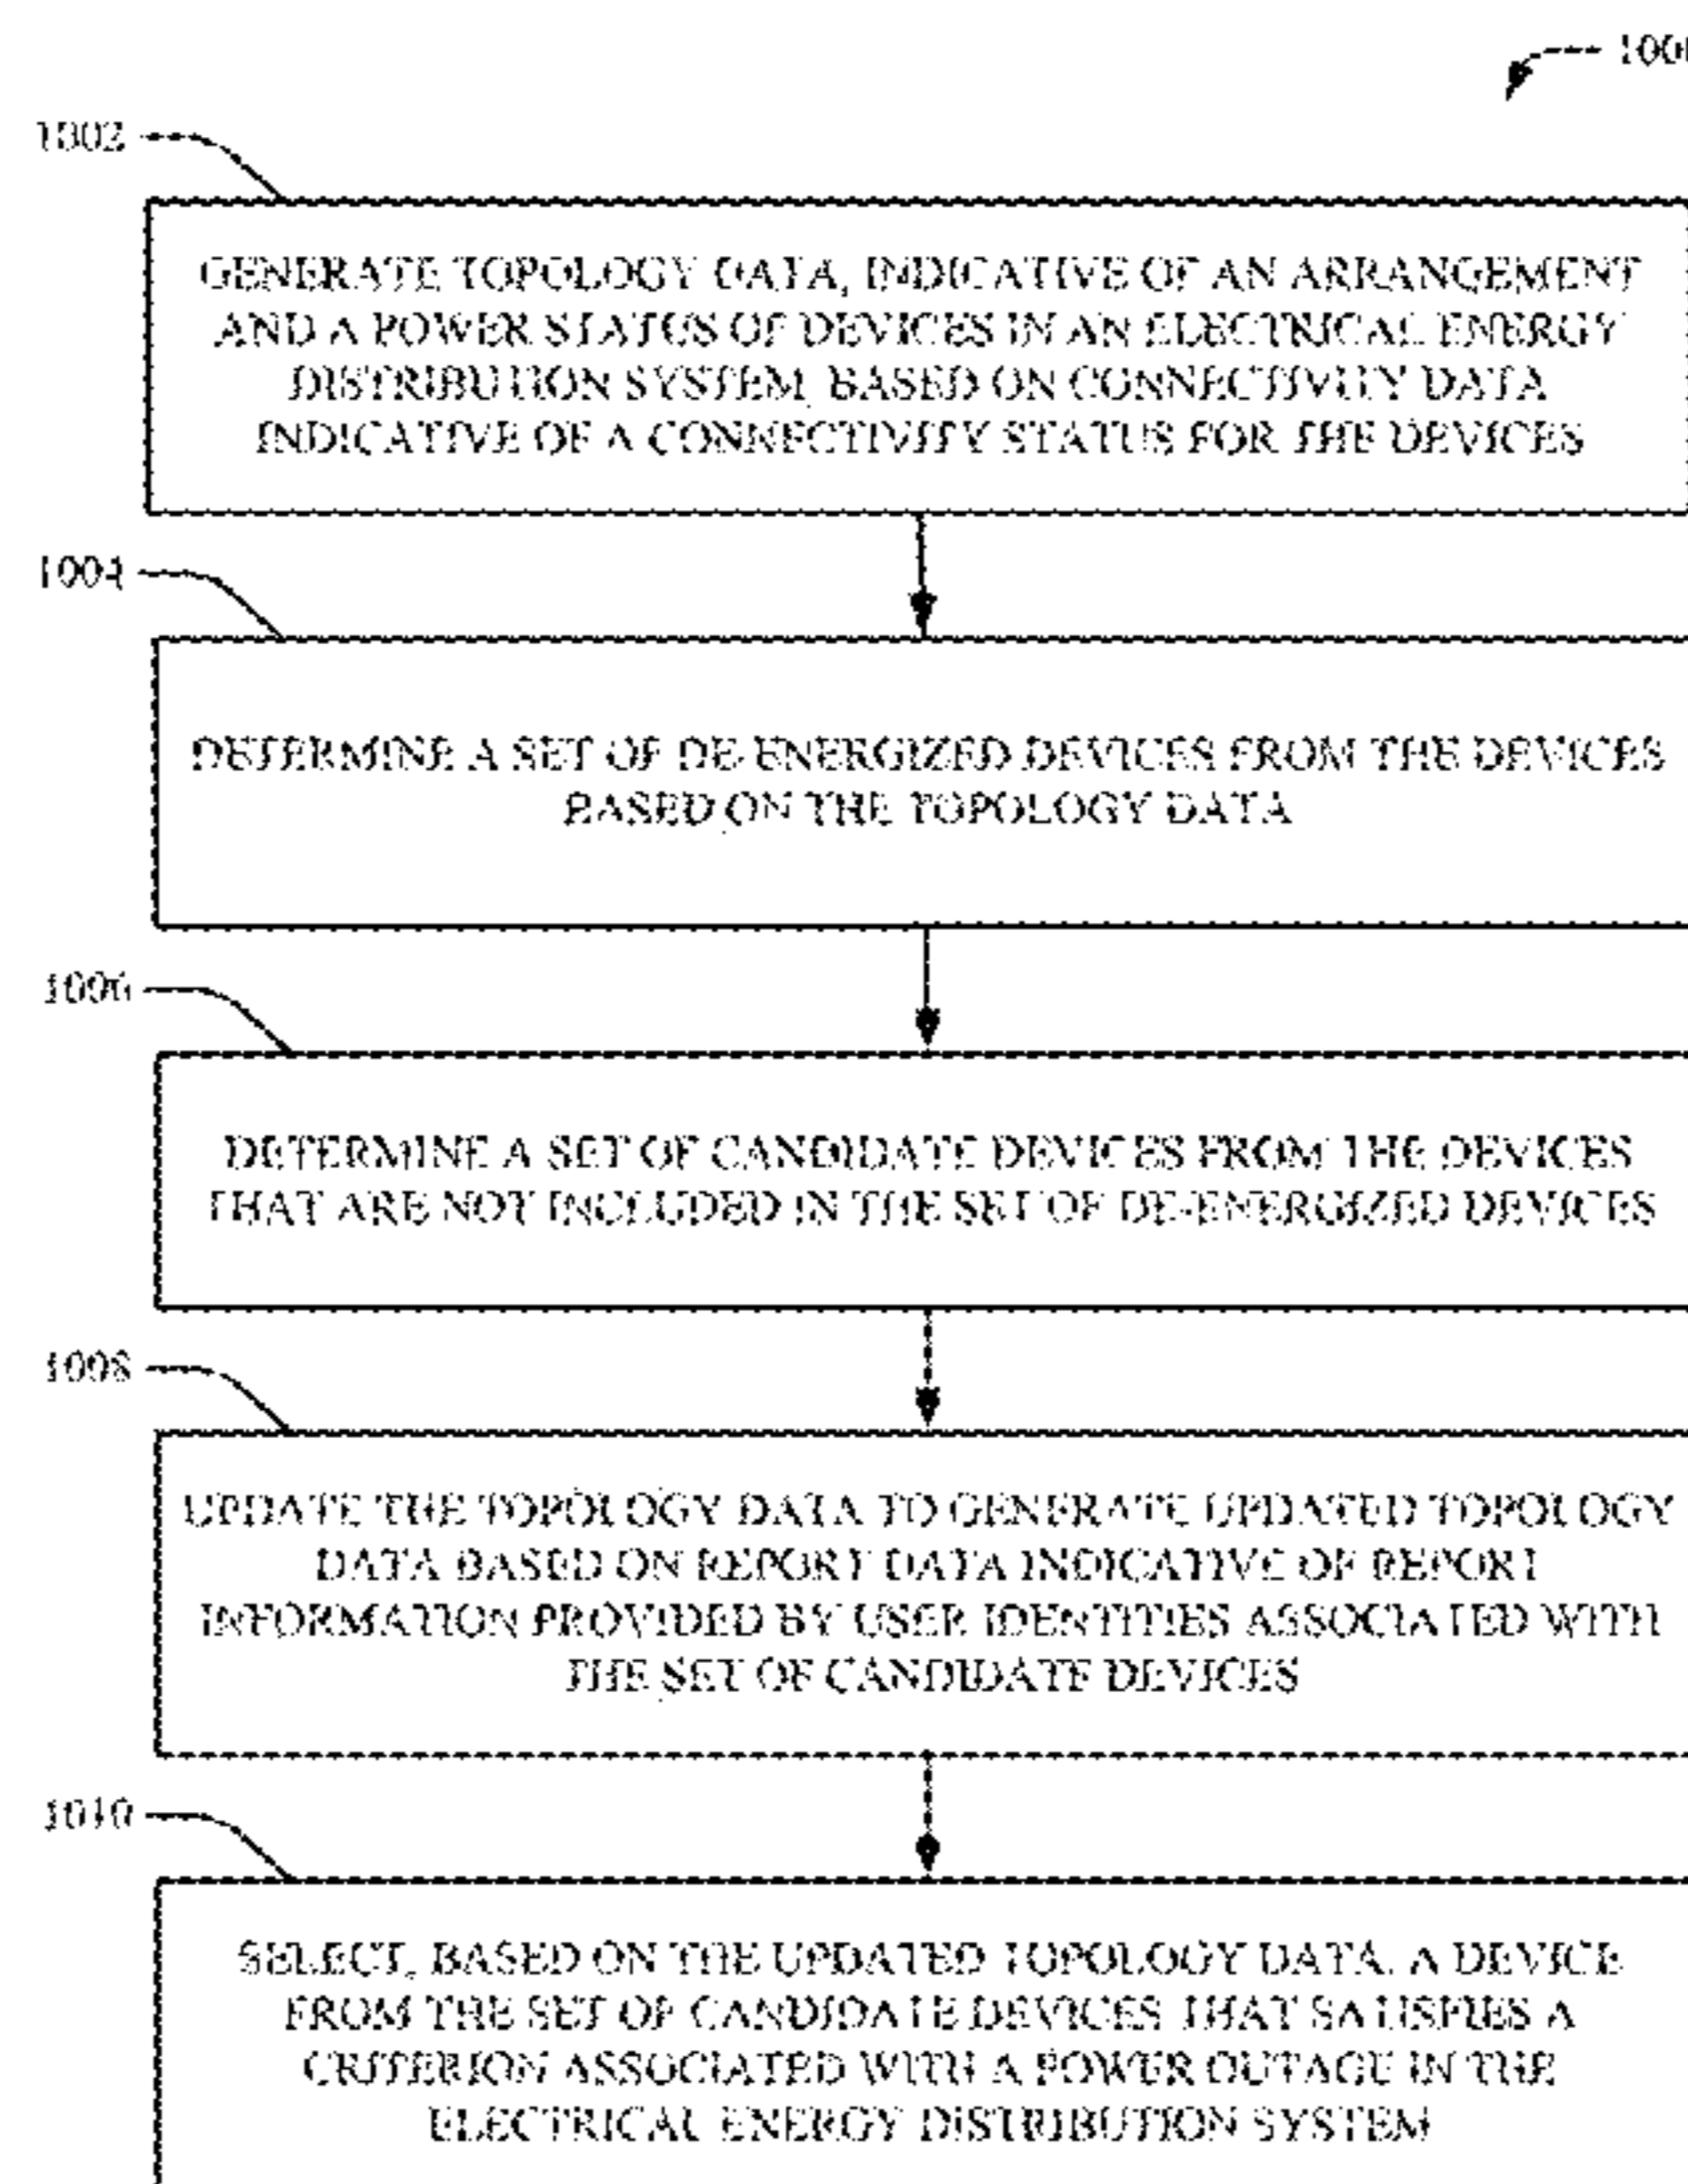 1002
GENERATE TOPOLOGY DATA, INDICATIVE OF AN ARRANGEMENT
AND A POWER STATUS OF DEVICES IN AN ELECTRICAL ENERGY
DISTRIBUTION SYSTEM, BASED ON CONNECTIVITY DATA
INDICATIVE OF A CONNECTIVITY STATUS FOR THE DEVICES
1004
DETERMINE A SET OF DE-ENERGIZED DEVICES FROM THE DEVICES
BASED ON THE TOPOLOGY DATA
1006
DETERMINE A SET OF CANDIDATE DEVICES FROM THE DEVICES
THAT ARE NOT INCLUDED IN THE SET OF DE-ENERGIZED DEVICES
1008
UPDATE THE TOPOLOGY DATA TO GENERATE UPDATED TOPOLOGY
DATA BASED ON REPORT DATA INDICATIVE OF REPORT
INFORMATION PROVIDED BY USER IDENTITIES ASSOCIATED WITH
THE SET OF CANDIDATE DEVICES
1010
SELECT, BASED ON THE UPDATED TOPOLOGY DATA, A DEVICE
FROM THE SET OF CANDIDATE DEVICES THAT SATISFIES A
CRITERION ASSOCIATED WITH A POWER OUTAGE IN THE
ELECTRICAL ENERGY DISTRIBUTION SYSTEM